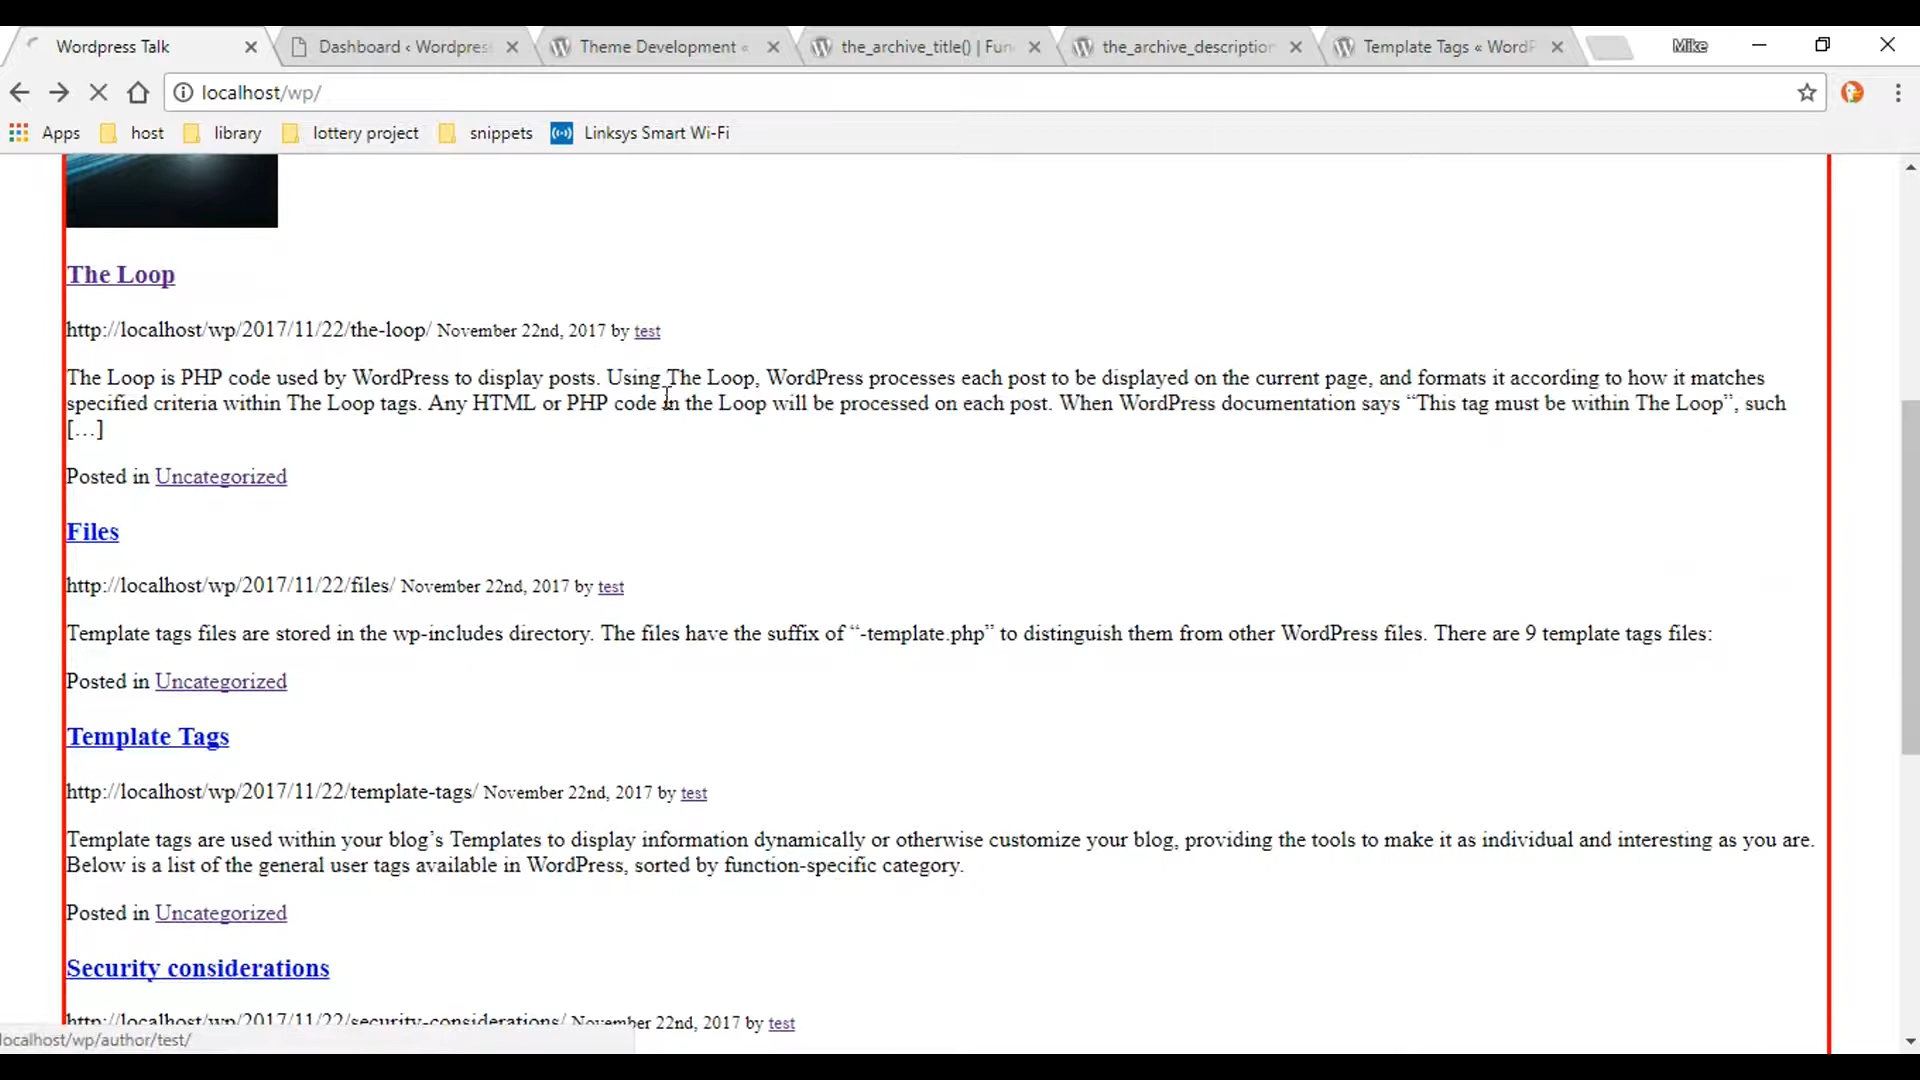 Wordpress Talk
Dashboard ‹ Wordpres
Theme Development «
the_archive_title() | Fun
the_archive_description
Template Tags « WordP
Mike
localhost/wp/
Apps
host
library
lottery project
snippets
Linksys Smart Wi-Fi
The Loop
http://localhost/wp/2017/11/22/the-loop/ November 22nd, 2017 by test
The Loop is PHP code used by WordPress to display posts. Using The Loop, WordPress processes each post to be displayed on the current page, and formats it according to how it matches
specified criteria within The Loop tags. Any HTML or PHP code in the Loop will be processed on each post. When WordPress documentation says “This tag must be within The Loop”, such
[…]
Posted in Uncategorized
Files
http://localhost/wp/2017/11/22/files/ November 22nd, 2017 by test
Template tags files are stored in the wp-includes directory. The files have the suffix of “-template.php” to distinguish them from other WordPress files. There are 9 template tags files:
Posted in Uncategorized
Template Tags
http://localhost/wp/2017/11/22/template-tags/ November 22nd, 2017 by test
Template tags are used within your blog’s Templates to display information dynamically or otherwise customize your blog, providing the tools to make it as individual and interesting as you are.
Below is a list of the general user tags available in WordPress, sorted by function-specific category.
Posted in Uncategorized
Security considerations
http://localhost/wp/2017/11/22/security-considerations/ November 22nd, 2017 by test
localhost/wp/author/test/